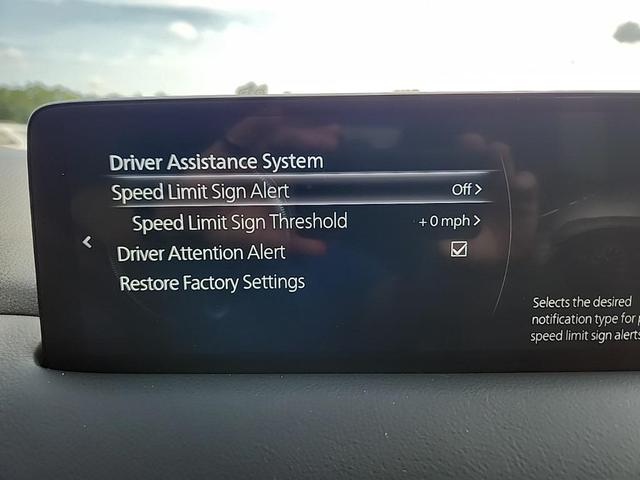 Driver Assistance System
Speed Limit Sign Alert Off
Speed Limit Sign Threshold + 0 mph
Driver Attention Alert
Restore Factory Settings
Selects the desired
notification type for
speed limit sign alerts